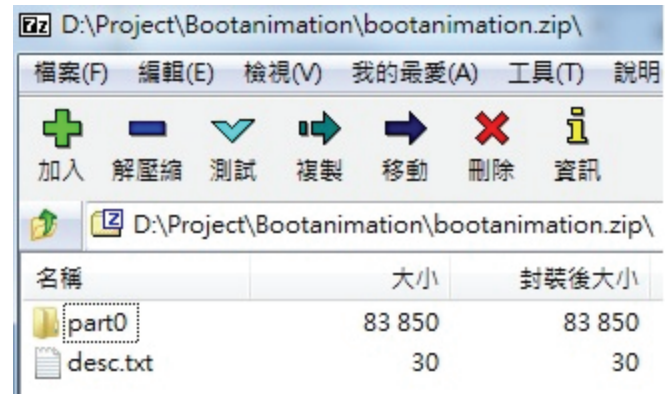 D:\Project\Bootanimation\bootanimation.zip\
檔案(F) 編輯(E) 檢視(V) 我的最愛(A) 工具(T) 說明
加入 解壓縮 測試 複製 移動 刪除 資訊
D:\Project\Bootanimation\bootanimation.zip\
名稱 大小 封裝後大小
part0 83 850 83 850
desc.txt 30 30